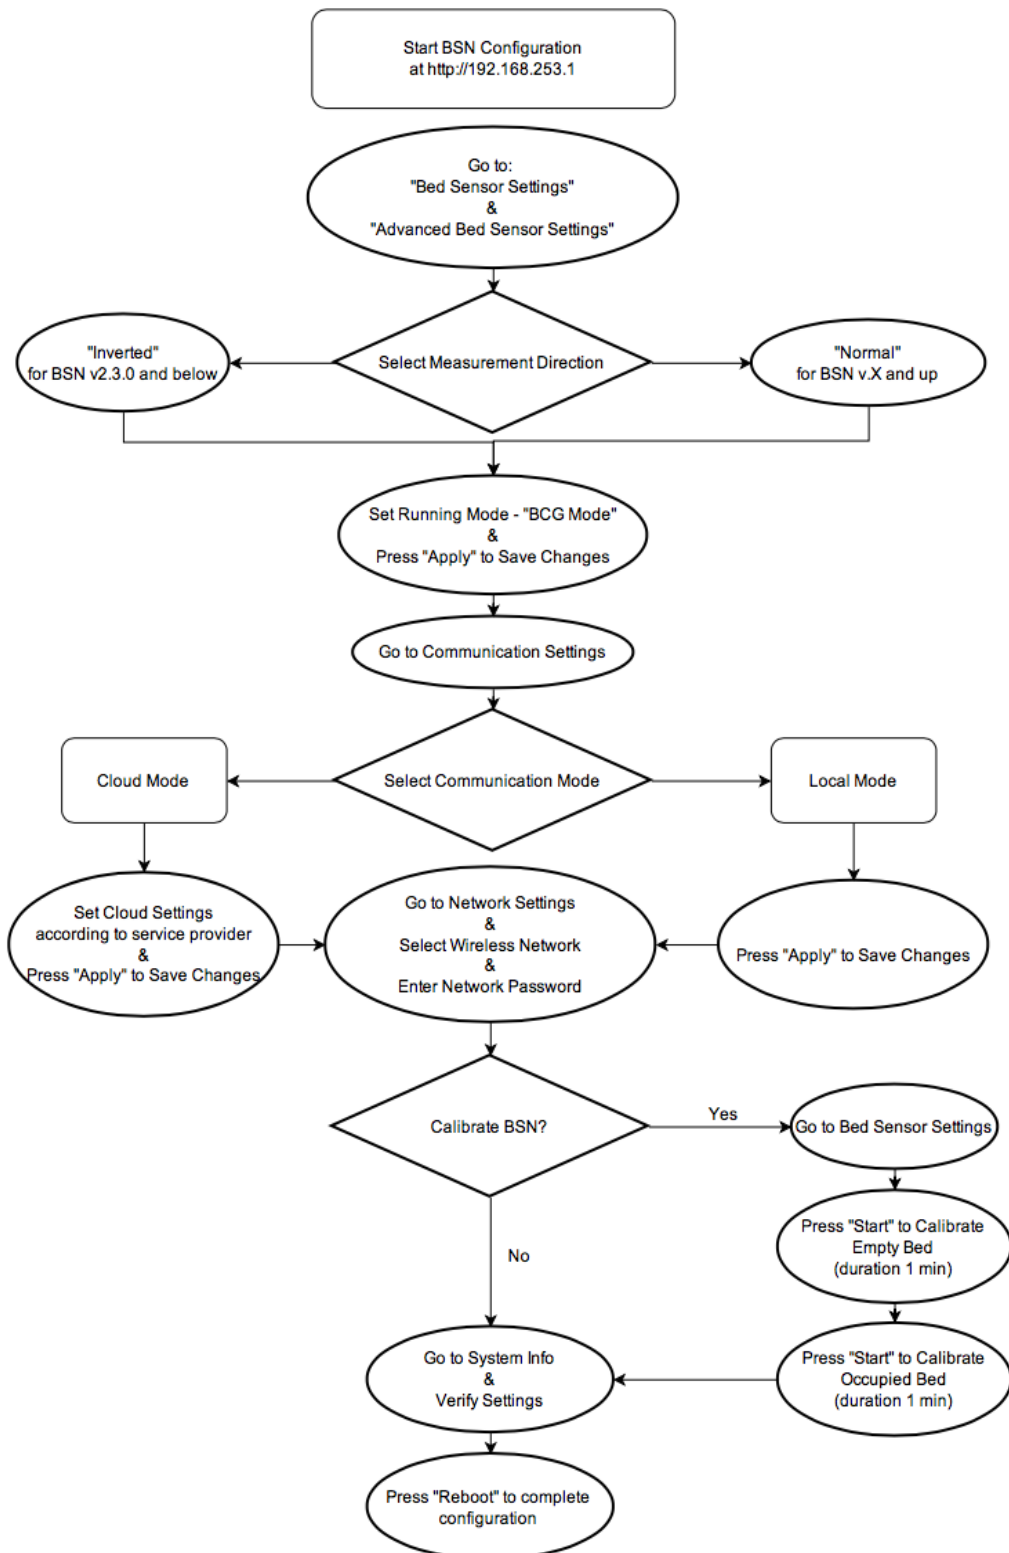 Start BSN Configuration
at http://192.168.253.1
Go to:
"Bed Sensor Settings"
&
"Advanced Bed Sensor Settings"
Select Measurement Direction
"Inverted"
for BSN v2.3.0 and below
"Normal"
for BSN v.X and up
Set Running Mode - "BCG Mode"
&
Press "Apply" to Save Changes
Go to Communication Settings
Select Communication Mode
Cloud Mode
Local Mode
Set Cloud Settings
according to service provider
&
Press "Apply" to Save Changes
Go to Network Settings
&
Select Wireless Network
&
Enter Network Password
Press "Apply" to Save Changes
Calibrate BSN?
Yes
Go to Bed Sensor Settings
Press "Start" to Calibrate
Empty Bed
(duration 1 min)
No
Press "Start" to Calibrate
Occupied Bed
(duration 1 min)
Go to System Info
&
Verify Settings
Press "Reboot" to complete
configuration